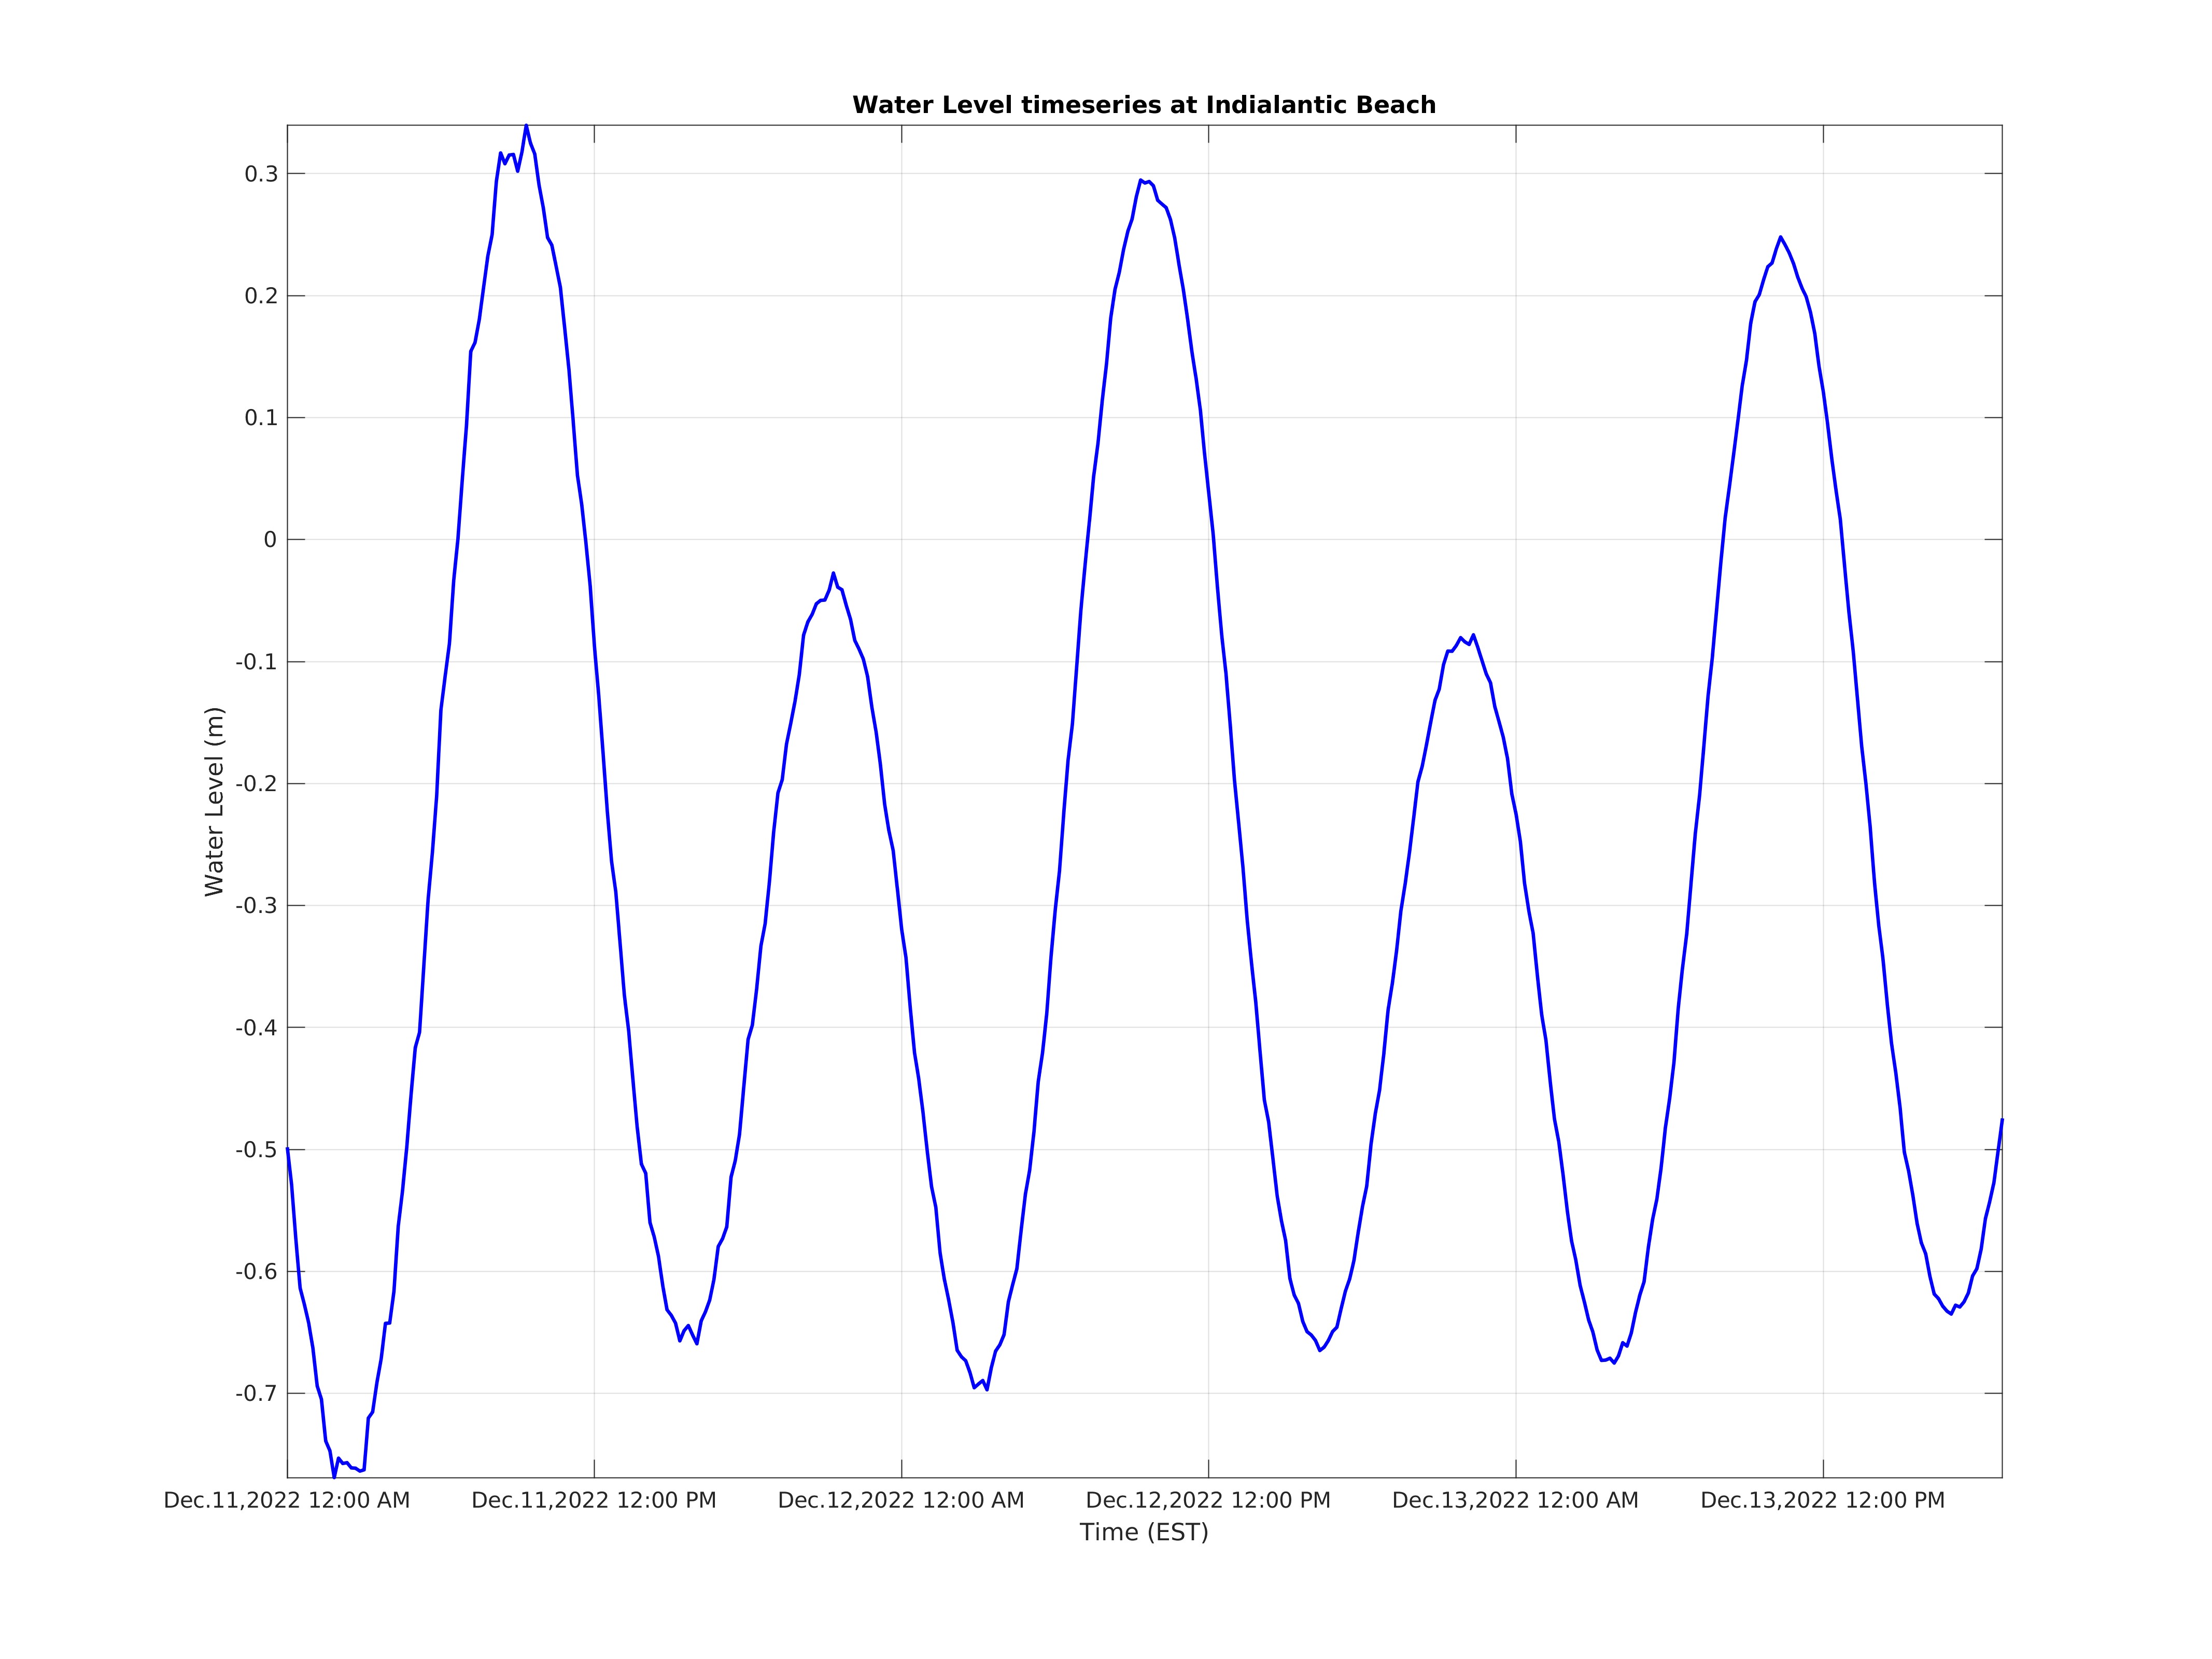 Water Level timeseries at Indialantic Beach
0.3
0.2
0.1
0
-0.1
-0.2
-0.3
-0.4
-0.5
-0.6
-0.7
Water Level (m)
Dec.11,2022 12:00 AM Dec.11,2022 12:00 PM Dec.12,2022 12:00 AM Dec.12,2022 12:00 PM Dec.13,2022 12:00 AM Dec.13,2022 12:00 PM
Time (EST)